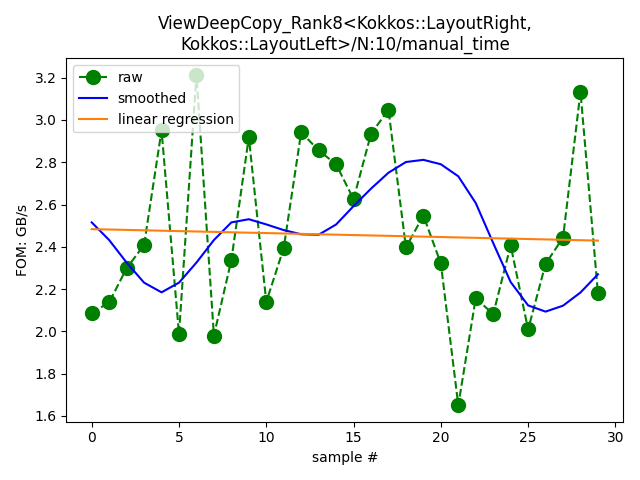 ViewDeepCopy_Rank8<Kokkos::LayoutRight,
Kokkos::LayoutLeft>/N:10/manual_time
raw
smoothed
linear regression
FOM: GB/s
3.2
3.0
2.8
2.6
2.4
2.2
2.0
1.8
1.6
0
5
10
15
20
25
30
sample #